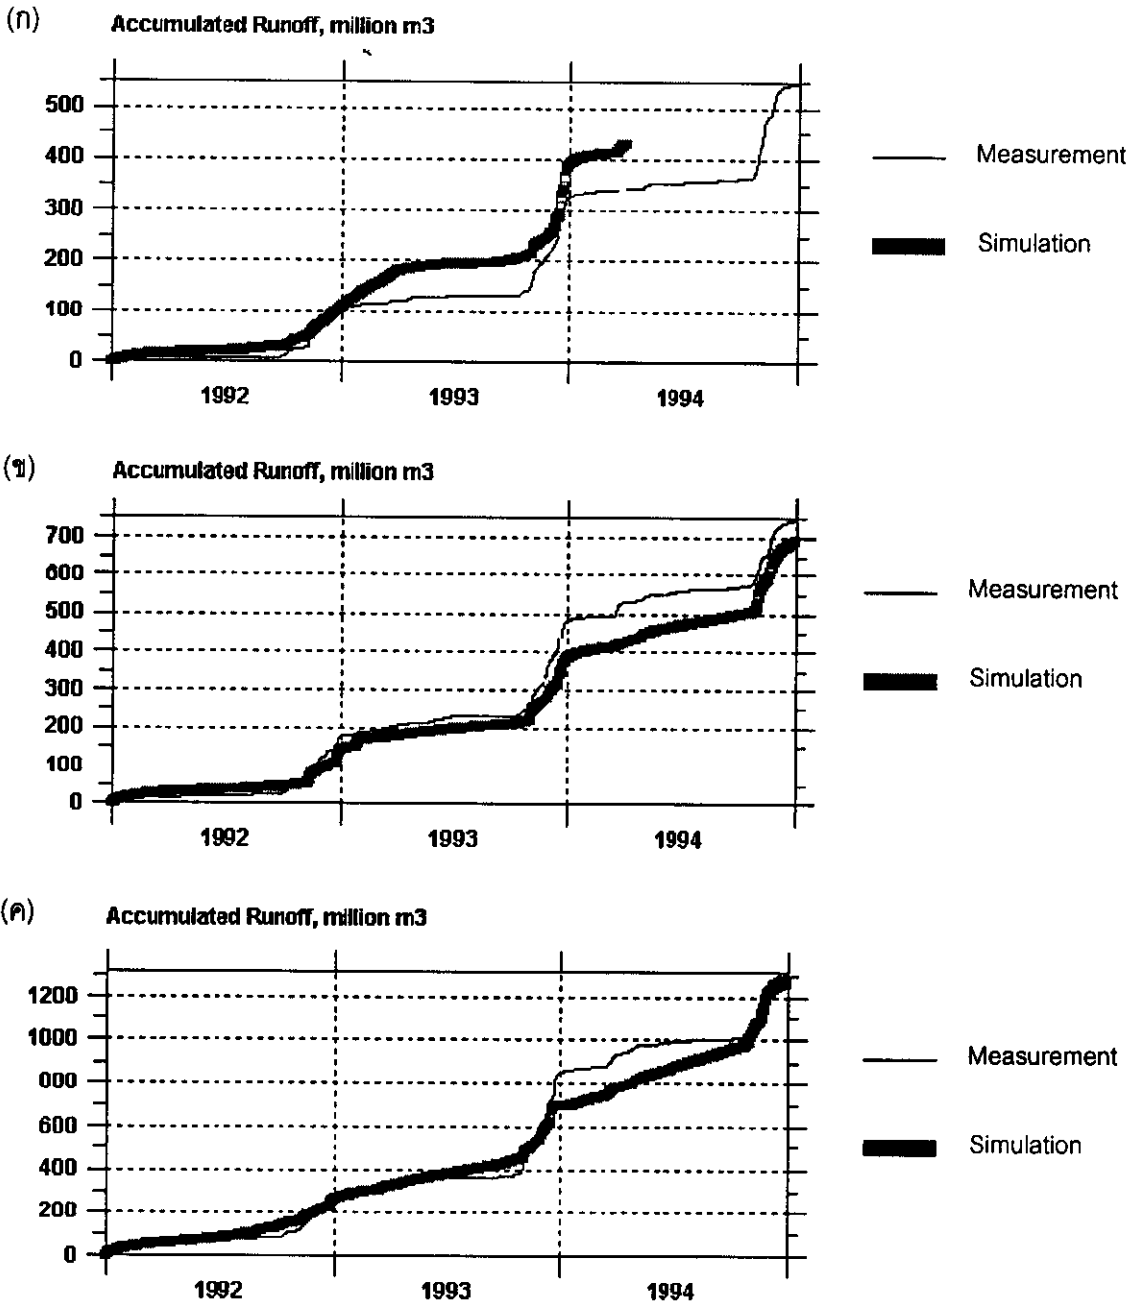 (ก)
Accumulated Runoff, million m3
500
400
300
200
100
0
1992 1993 1994
Measurement
Simulation
(ข)
Accumulated Runoff, million m3
700
600
500
400
300
200
100
0
1992 1993 1994
Measurement
Simulation
(ค)
Accumulated Runoff, million m3
1200
1000
000
600
400
200
0
1992 1993 1994
Measurement
Simulation